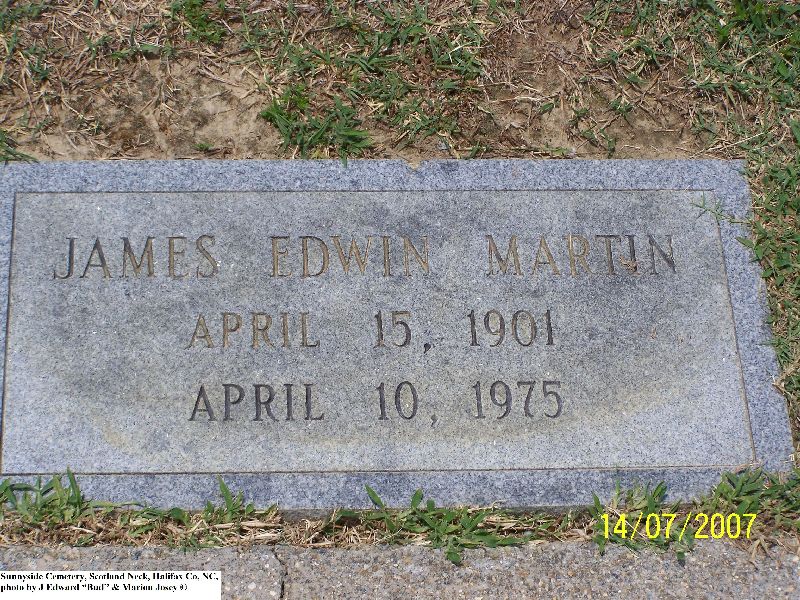 JAMES EDWIN MARTIN
APRIL 15, 1901
APRIL 10, 1975
14/07/2007
Sunnyside Cemetery, Scotland Neck, Halifax Co, NC,
photo by J Edward "Bud" & Marion Josey ©